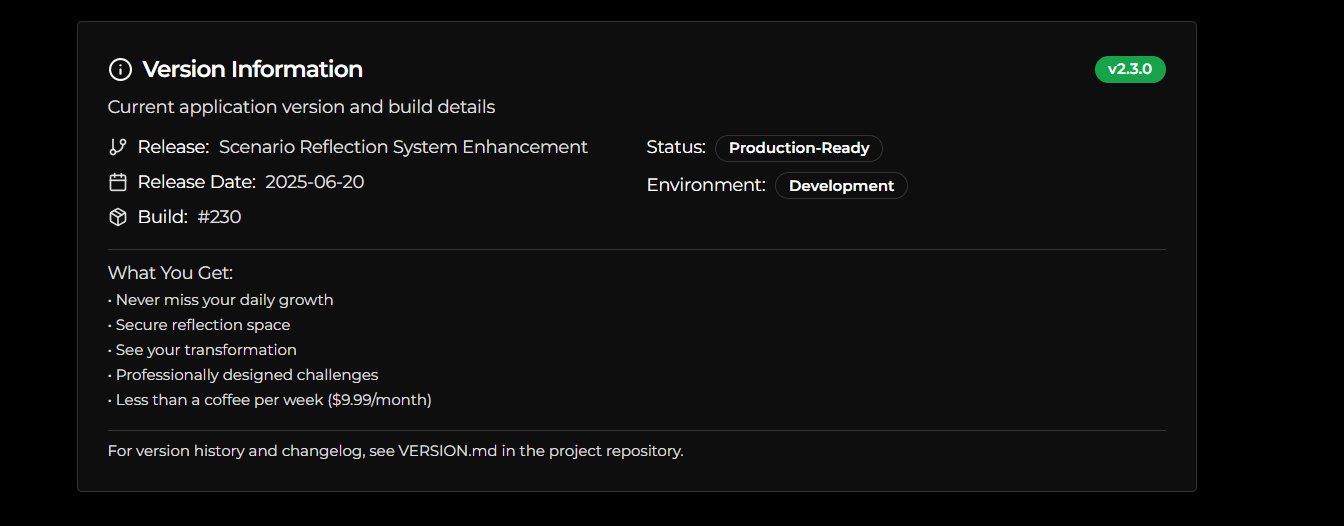 Version Information
v2.3.0
Current application version and build details
Release: Scenario Reflection System Enhancement
Status: Production-Ready
Release Date: 2025-06-20
Environment: Development
Build: #230
What You Get:
• Never miss your daily growth
• Secure reflection space
• See your transformation
• Professionally designed challenges
• Less than a coffee per week ($9.99/month)
For version history and changelog, see VERSION.md in the project repository.